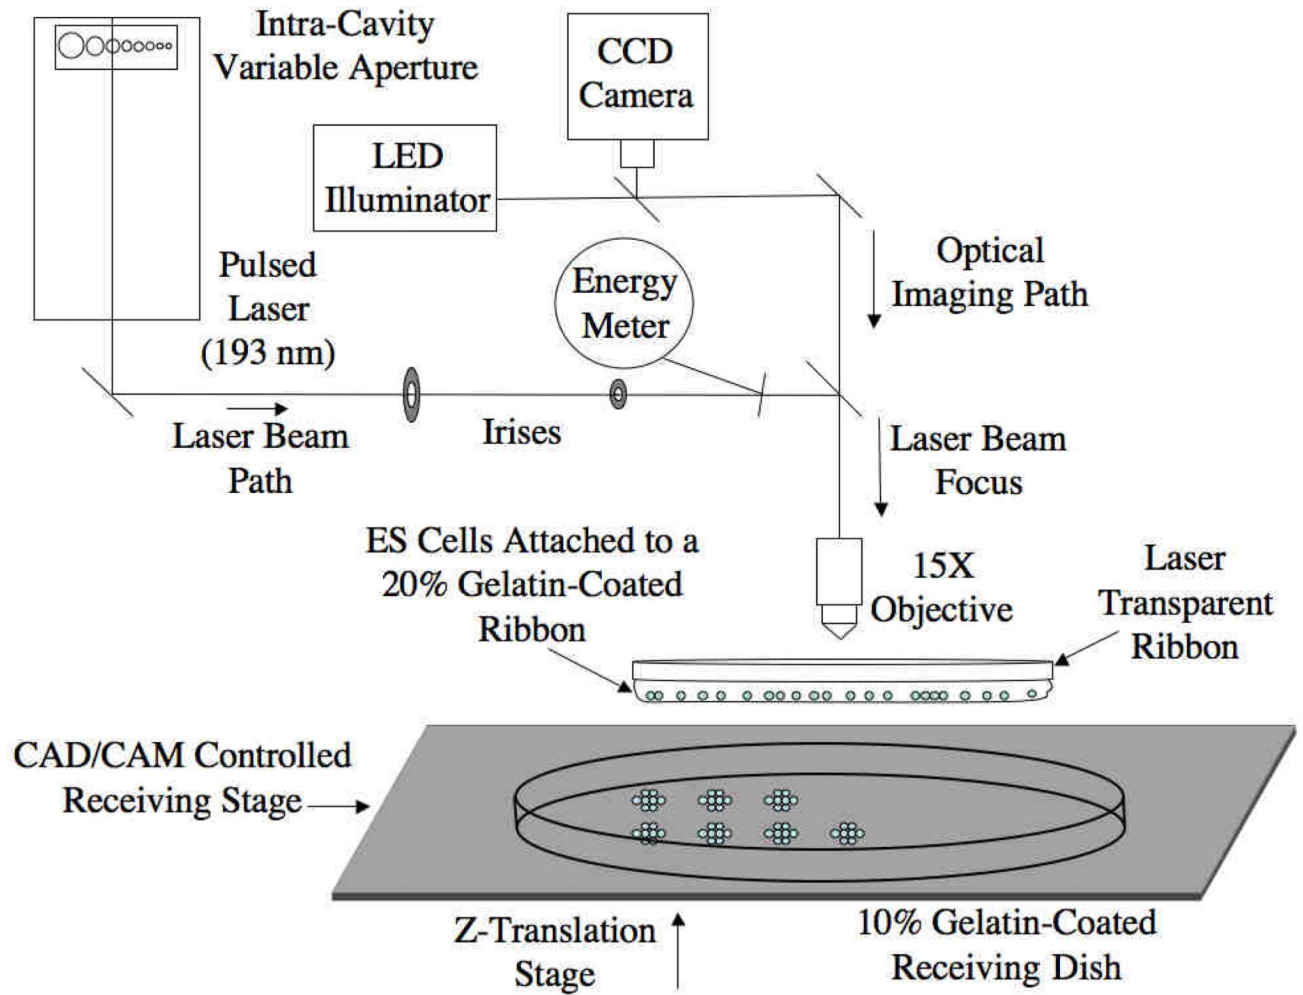 Intra-Cavity
Variable Aperture
CCD
Camera
LED
Illuminator
Optical
Imaging Path
Energy
Meter
Pulsed
Laser
(193 nm)
Laser Beam
Path
Irises
Laser Beam
Focus
ES Cells Attached to a
20% Gelatin-Coated
Ribbon
15X
Objective
Laser
Transparent
Ribbon
CAD/CAM Controlled
Receiving Stage
Z-Translation
Stage
10% Gelatin-Coated
Receiving Dish